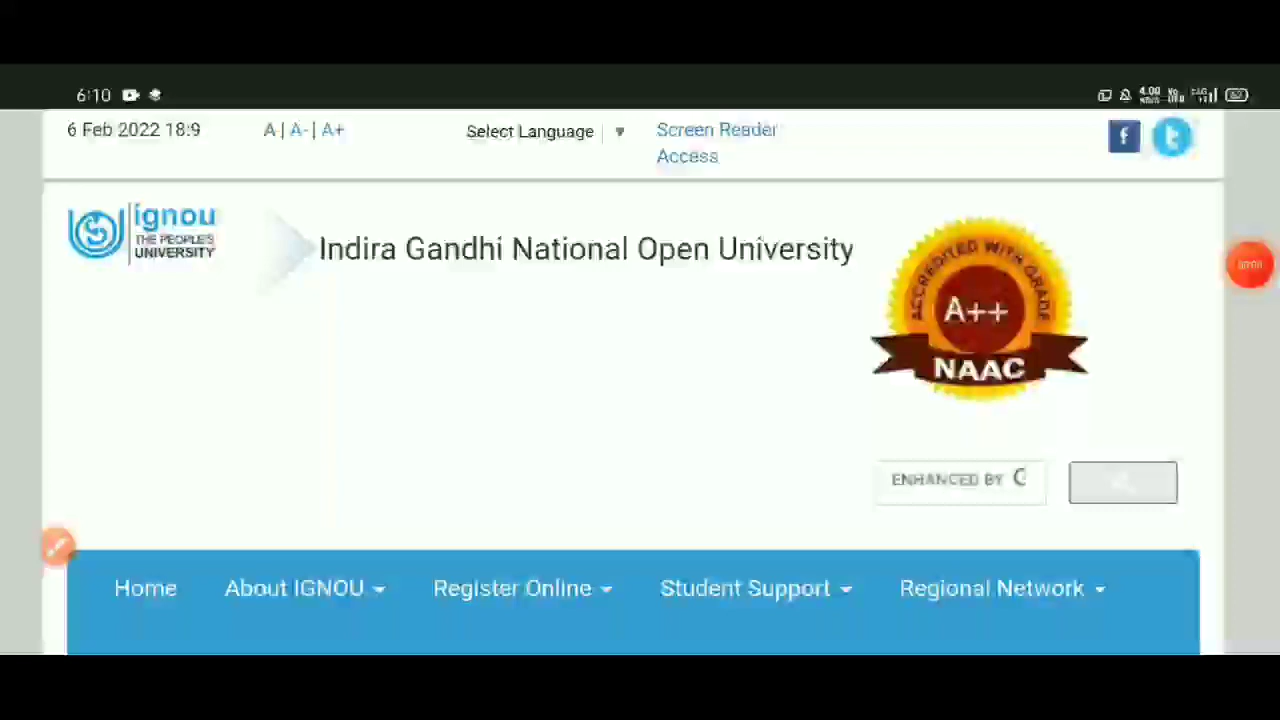 6:10
6 Feb 2022 18:9
A | A- | A+
Select Language ▼
Screen Reader
Access
ignou
THE PEOPLE'S
UNIVERSITY
Indira Gandhi National Open University
ACCREDITED WITH GRADE
A++
NAAC
ENHANCED BY
Home
About IGNOU
Register Online
Student Support
Regional Network